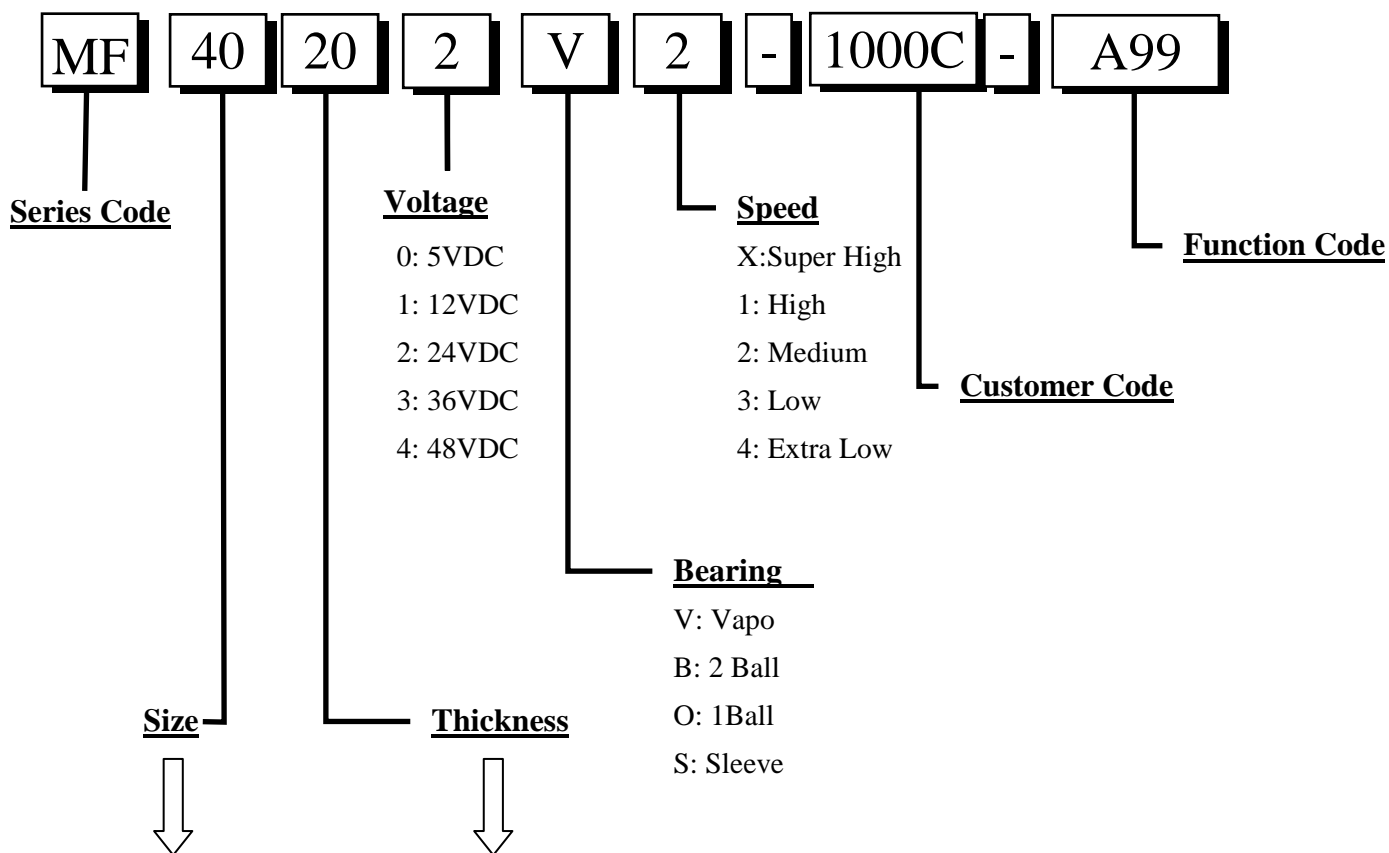 MF 40 20 2 V 2 - 1000C - A99
Series Code
Voltage
0: 5VDC
1: 12VDC
2: 24VDC
3: 36VDC
4: 48VDC
Speed
X:Super High
1: High
2: Medium
3: Low
4: Extra Low
Function Code
Customer Code
Bearing
V: Vapo
B: 2 Ball
O: 1Ball
S: Sleeve
Size
Thickness